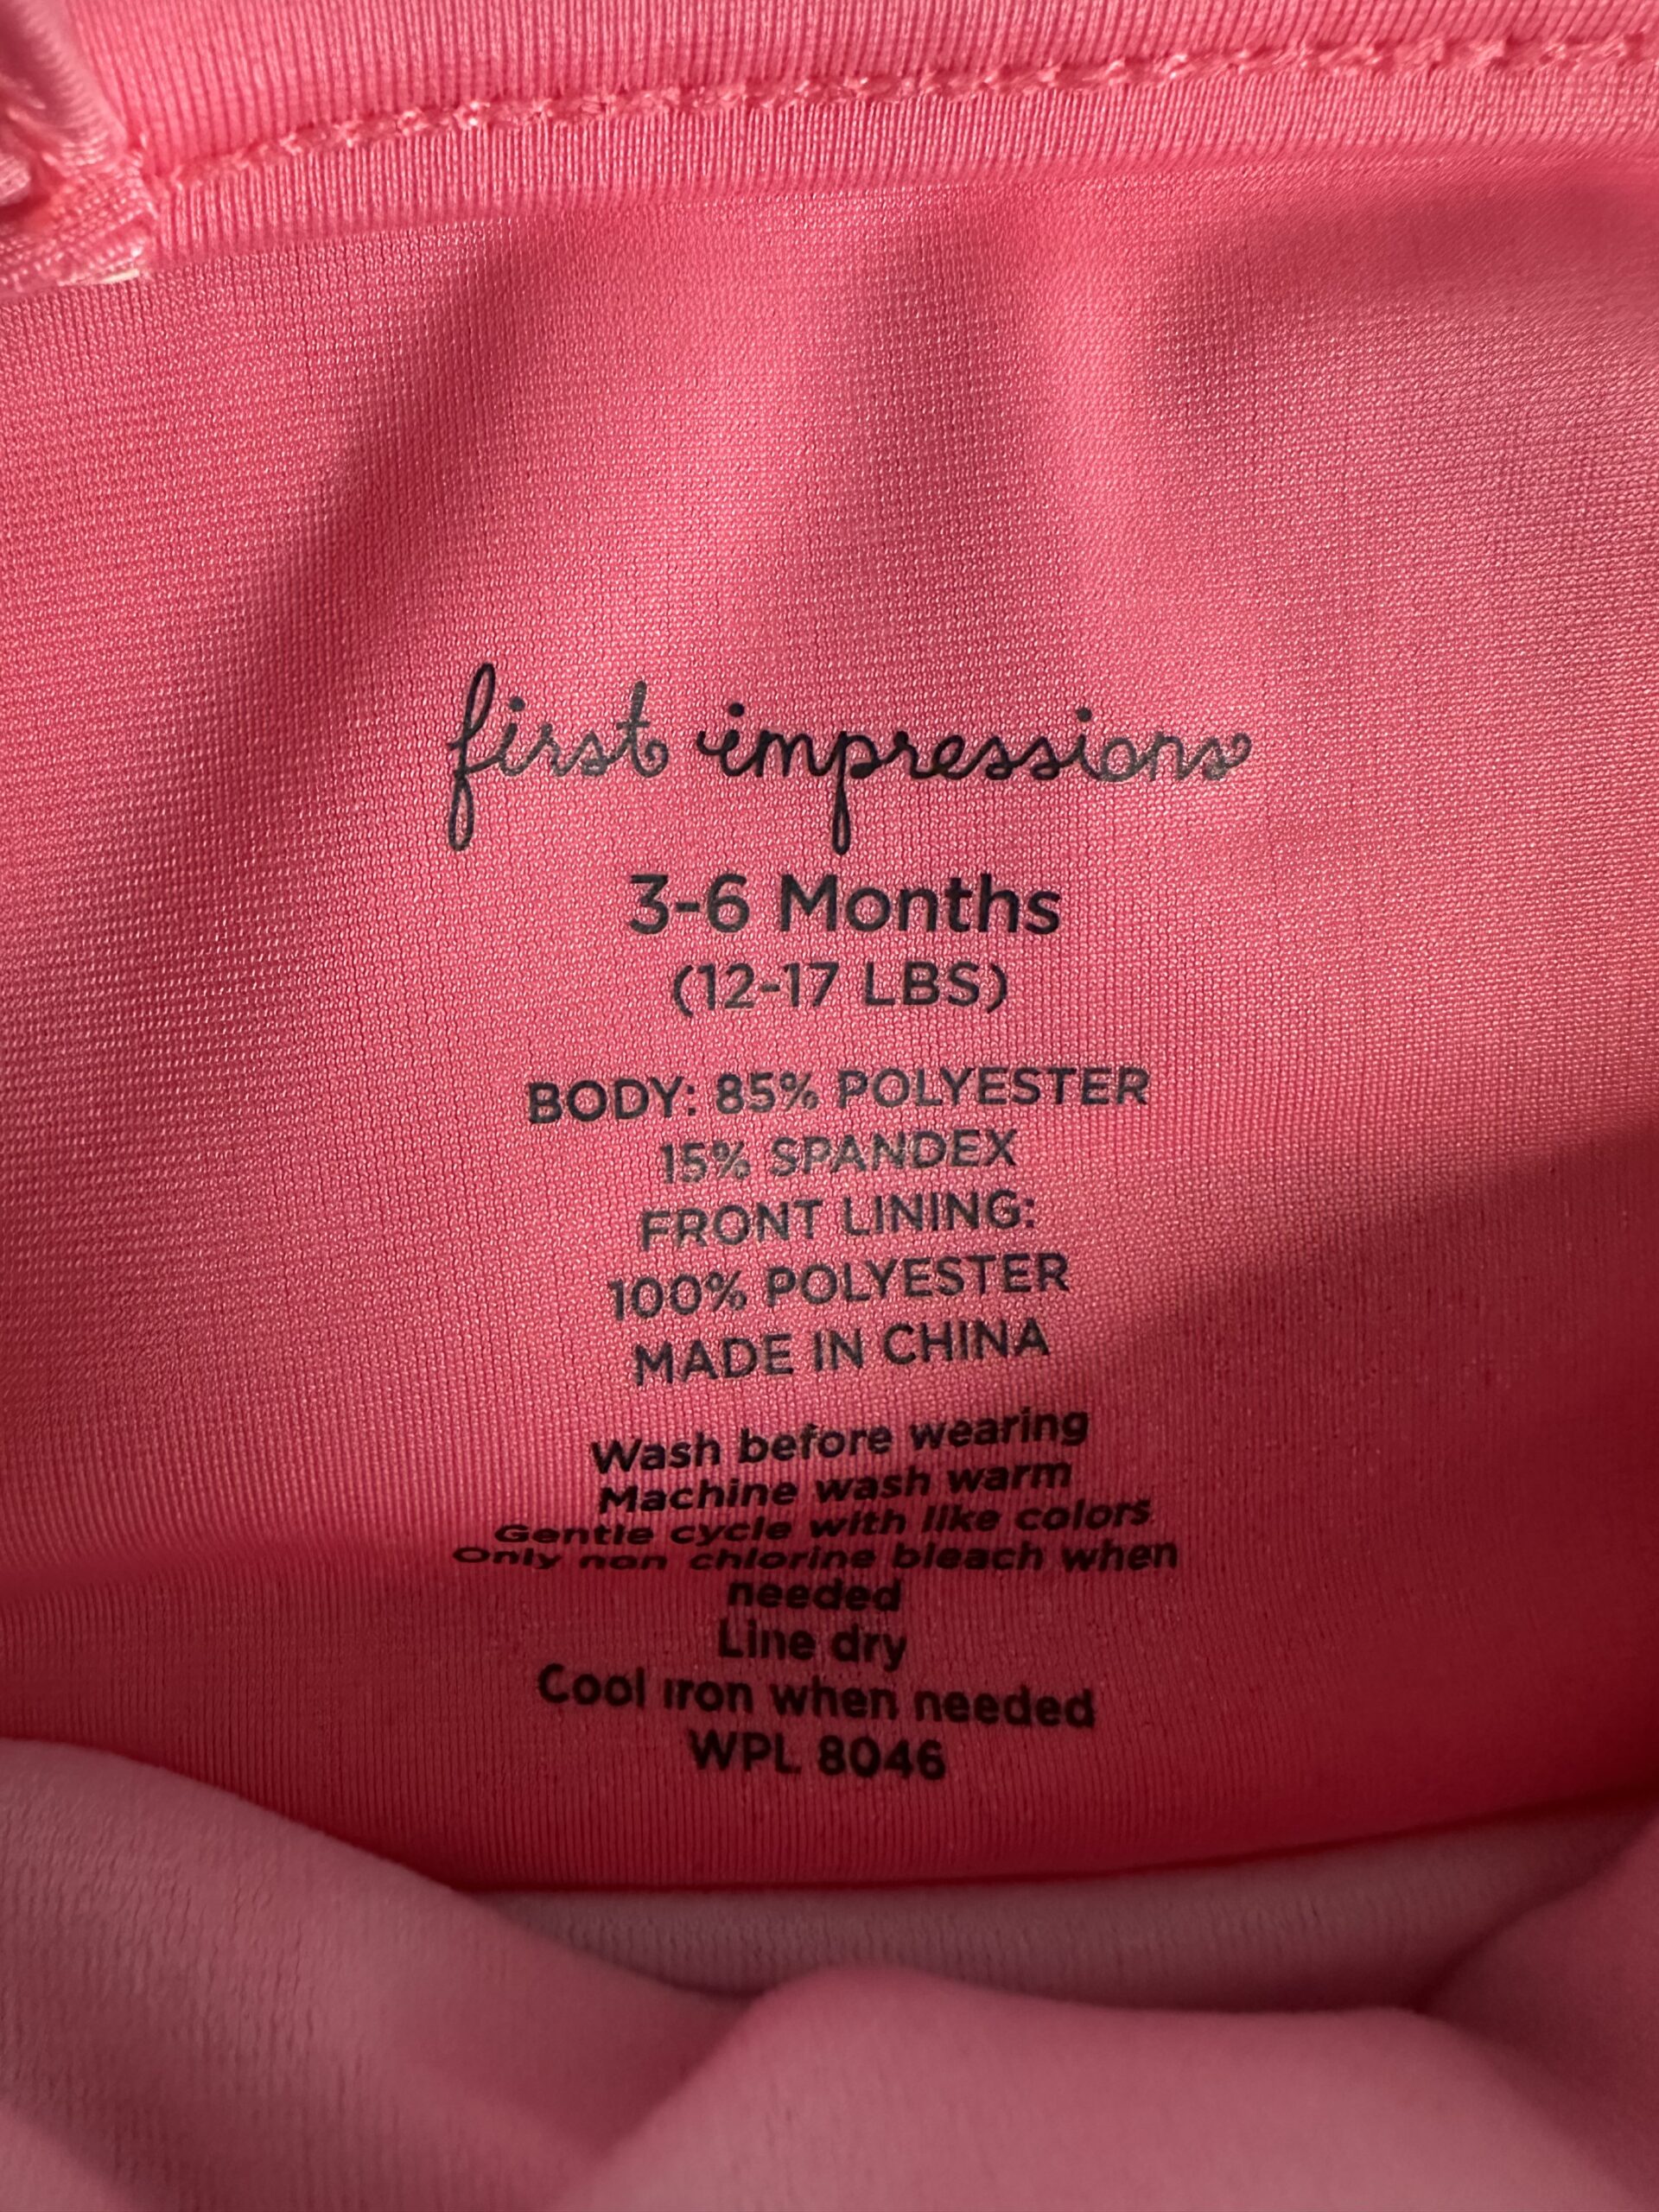 first impressions
3-6 Months
(12-17 LBS)
BODY: 85% POLYESTER
15% SPANDEX
FRONT LINING:
100% POLYESTER
MADE IN CHINA
Wash before wearing
Machine wash warm
Gentle cycle with like colors
Only non chlorine bleach when
needed
Line dry
Cool iron when needed
WPL 8046